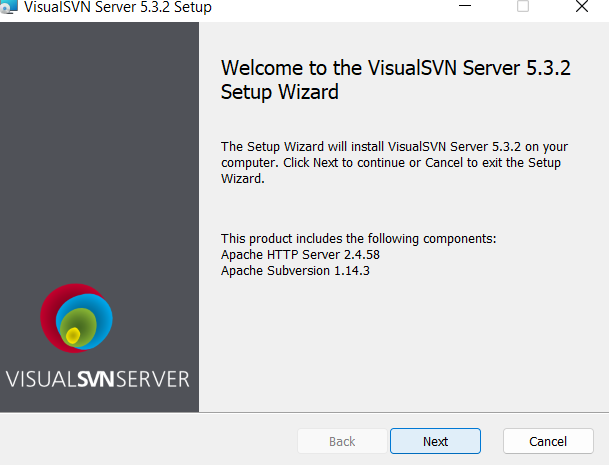 VisualSVN Server 5.3.2 Setup
Welcome to the VisualSVN Server 5.3.2
Setup Wizard
The Setup Wizard will install VisualSVN Server 5.3.2 on your
computer. Click Next to continue or Cancel to exit the Setup
Wizard.
This product includes the following components:
Apache HTTP Server 2.4.58
Apache Subversion 1.14.3
VISUALSVNSERVER
Back
Next
Cancel